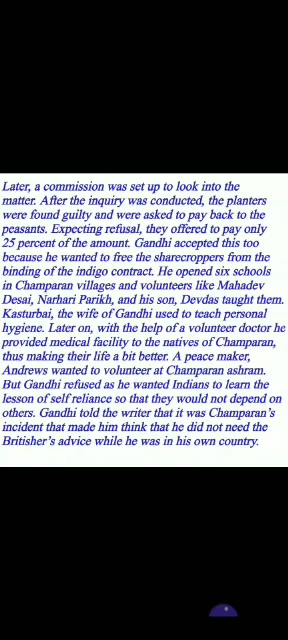 Later, a commission was set up to look into the
matter. After the inquiry was conducted, the planters
were found guilty and were asked to pay back to the
peasants. Expecting refusal, they offered to pay only
25 percent of the amount. Gandhi accepted this too
because he wanted to free the sharecroppers from the
binding of the indigo contract. He opened six schools
in Champaran villages and volunteers like Mahadev
Desai, Narhari Parikh, and his son, Devdas taught them.
Kasturbai, the wife of Gandhi used to teach personal
hygiene. Later on, with the help of a volunteer doctor he
provided medical facility to the natives of Champaran,
thus making their life a bit better. A peace maker,
Andrews wanted to volunteer at Champaran ashram.
But Gandhi refused as he wanted Indians to learn the
lesson of self reliance so that they would not depend on
others. Gandhi told the writer that it was Champaran's
incident that made him think that he did not need the
Britisher's advice while he was in his own country.